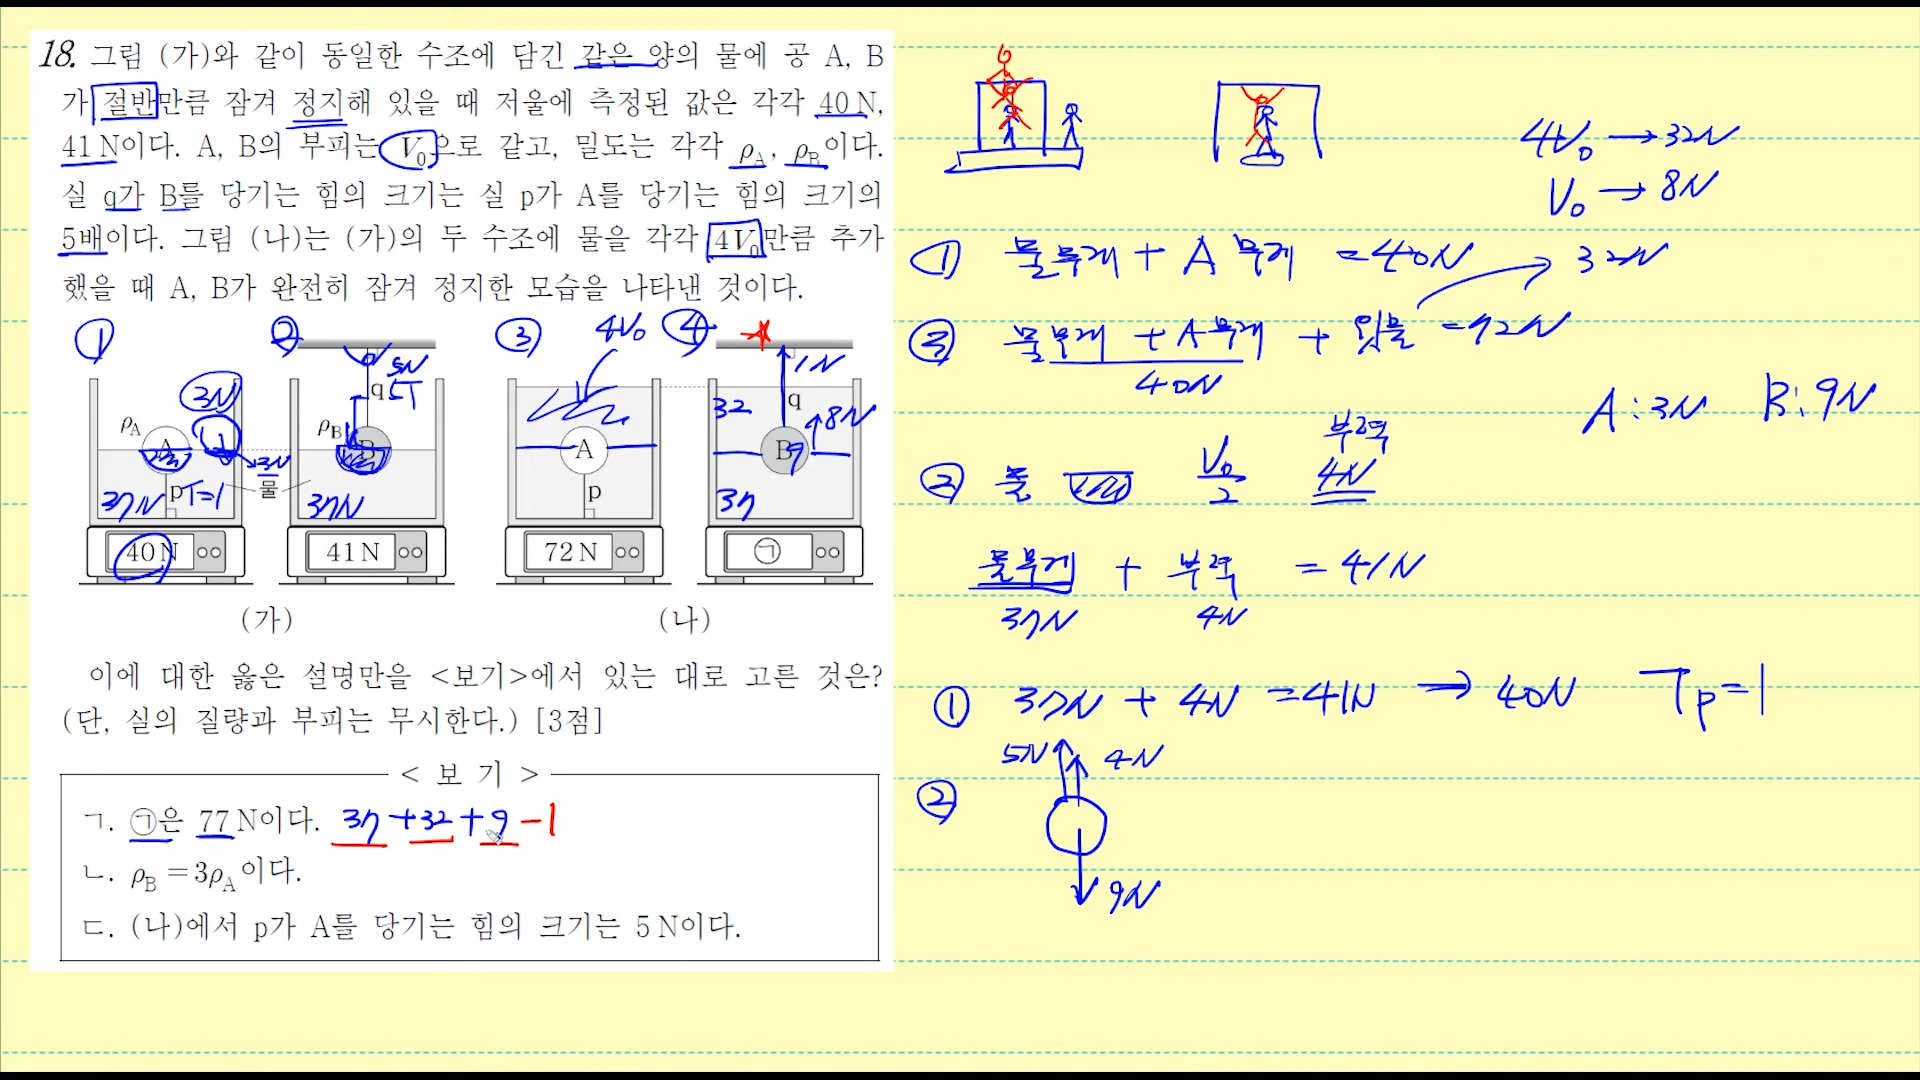 18. 그림 (가)와 같이 동일한 수조에 담긴 같은 양의 물에 공 A, B
가 절반만큼 잠겨 정지해 있을 때 저울에 측정된 값은 각각 40 N,
41 N이다. A, B의 부피는 V₀으로 같고, 밀도는 각각 ρA, ρB이다.
실 q가 B를 당기는 힘의 크기는 실 p가 A를 당기는 힘의 크기의
5배이다. 그림 (나)는 (가)의 두 수조에 물을 각각 4V₀만큼 추가
했을 때 A, B가 완전히 잠겨 정지한 모습을 나타낸 것이다.
① ② ③ 4V₀ ④
5N 1N
2N q 5T 32 q 8N
ρA A ρB B A B 9
3N
37N p T=1 물 37N p 37
40 N 41 N 72 N ㉠
(가) (나)
이에 대한 옳은 설명만을 <보기>에서 있는 대로 고른 것은?
(단, 실의 질량과 부피는 무시한다.) [3점]
< 보 기 >
ㄱ. ㉠은 77 N이다. 37+32+9-1
ㄴ. ρB = 3ρA이다.
ㄷ. (나)에서 p가 A를 당기는 힘의 크기는 5 N이다.
4V₀ → 32N
V₀ → 8N
① 물무게 + A 무게 = 40N 32N
③ 물무게 + A무게 + 윗물 = 72N
40N
A : 3N B : 9N
부력
② 물 V₀/2 4N
물무게 + 부력 = 41N
37N 4N
① 37N + 4N = 41N → 40N Tp = 1
5N 4N
②
9N